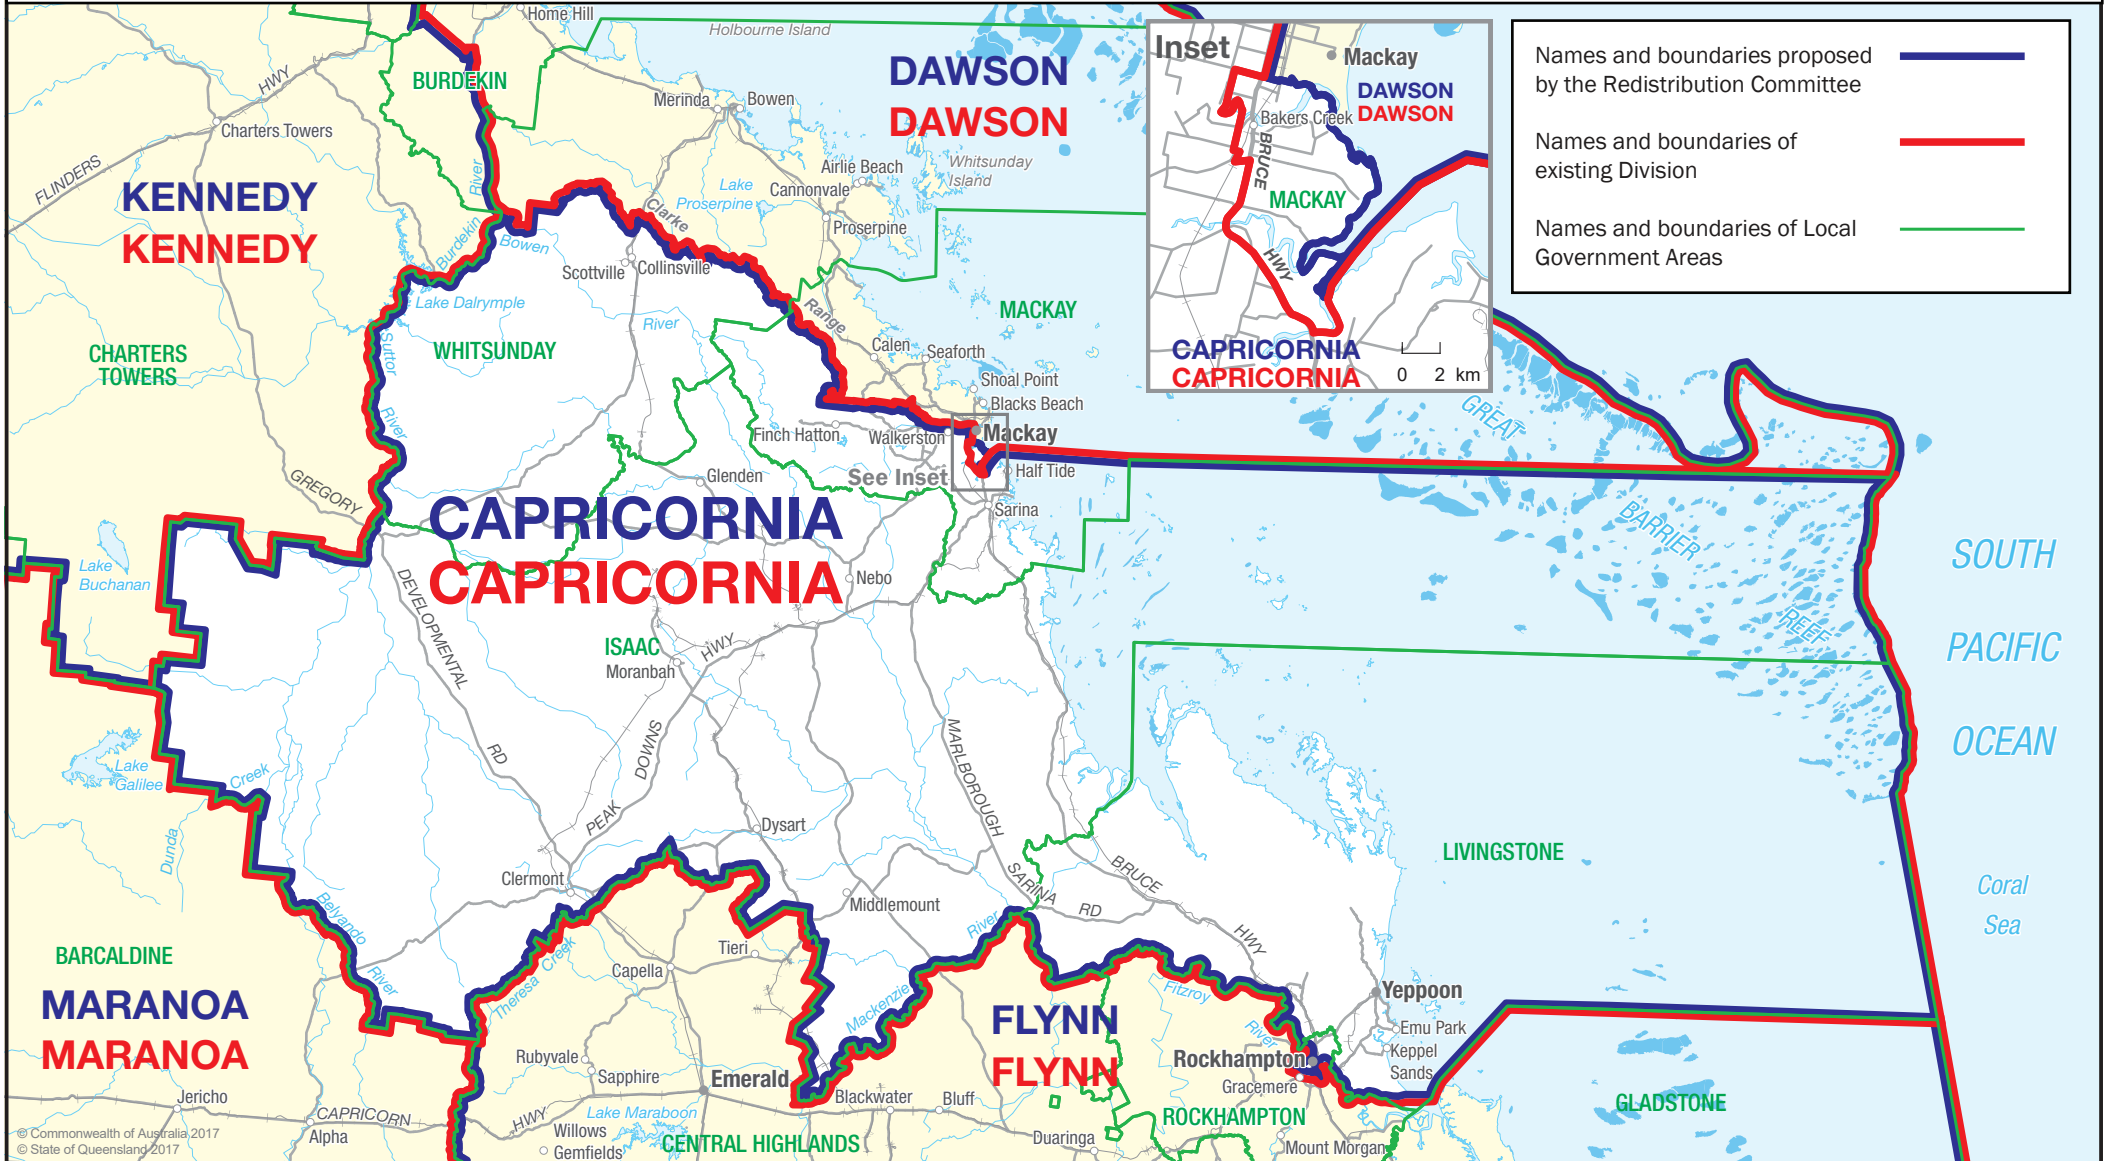 Home Hill
Holbourne Island
BURDEKIN
HWY
Merinda
Bowen
DAWSON
DAWSON
Charters Towers
FLINDERS
KENNEDY
KENNEDY
River
Airlie Beach
Whitsunday
Island
Lake
Proserpine
Cannonvale
Proserpine
Clarke
Burdekin
Bowen
Scottville
Collinsville
Lake Dalrymple
Range
River
MACKAY
Suttor
River
WHITSUNDAY
CHARTERS
TOWERS
Calen
Seaforth
Shoal Point
Blacks Beach
Finch Hatton
Walkerston
Mackay
See Inset
Half Tide
Glenden
Sarina
GREGORY
CAPRICORNIA
CAPRICORNIA
Lake
Buchanan
DEVELOPMENTAL
RD
Nebo
ISAAC
Moranbah
HWY
DOWNS
PEAK
MARLBOROUGH
SARINA
RD
BRUCE
HWY
Lake
Galilee
Creek
Dunda
Dysart
Clermont
Middlemount
Belyando
River
BARCALDINE
MARANOA
MARANOA
Theresa
Creek
Capella
Tieri
Mackenzie
River
FLYNN
FLYNN
Fitzroy
River
LIVINGSTONE
Yeppoon
Emu Park
Keppel
Sands
Rockhampton
Gracemere
Rubyvale
Sapphire
Emerald
Blackwater
Bluff
Jericho
CAPRICORN
HWY
Alpha
Lake Maraboon
Willows
Gemfields
CENTRAL HIGHLANDS
Duaringa
ROCKHAMPTON
Mount Morgan
GLADSTONE
GREAT
BARRIER
REEF
SOUTH
PACIFIC
OCEAN
Coral
Sea
Inset
Mackay
DAWSON
DAWSON
Bakers Creek
BRUCE
MACKAY
HWY
CAPRICORNIA
CAPRICORNIA
0 2 km
Names and boundaries proposed
by the Redistribution Committee
Names and boundaries of
existing Division
Names and boundaries of Local
Government Areas
© Commonwealth of Australia 2017
© State of Queensland 2017